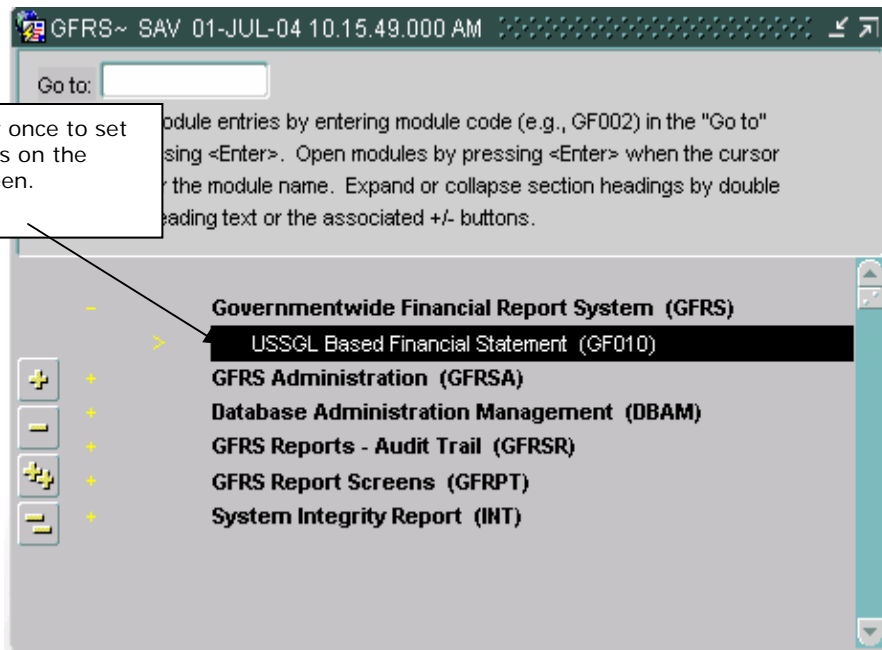 GFRS~ SAV 01-JUL-04 10.15.49.000 AM
Go to:
once to set
s on the
en.
odule entries by entering module code (e.g., GF002) in the "Go to"
sing <Enter>. Open modules by pressing <Enter> when the cursor
the module name. Expand or collapse section headings by double
eading text or the associated +/- buttons.
- Governmentwide Financial Report System (GFRS)
> USSGL Based Financial Statement (GF010)
+ GFRS Administration (GFRSA)
+ Database Administration Management (DBAM)
+ GFRS Reports - Audit Trail (GFRSR)
+ GFRS Report Screens (GFRPT)
+ System Integrity Report (INT)